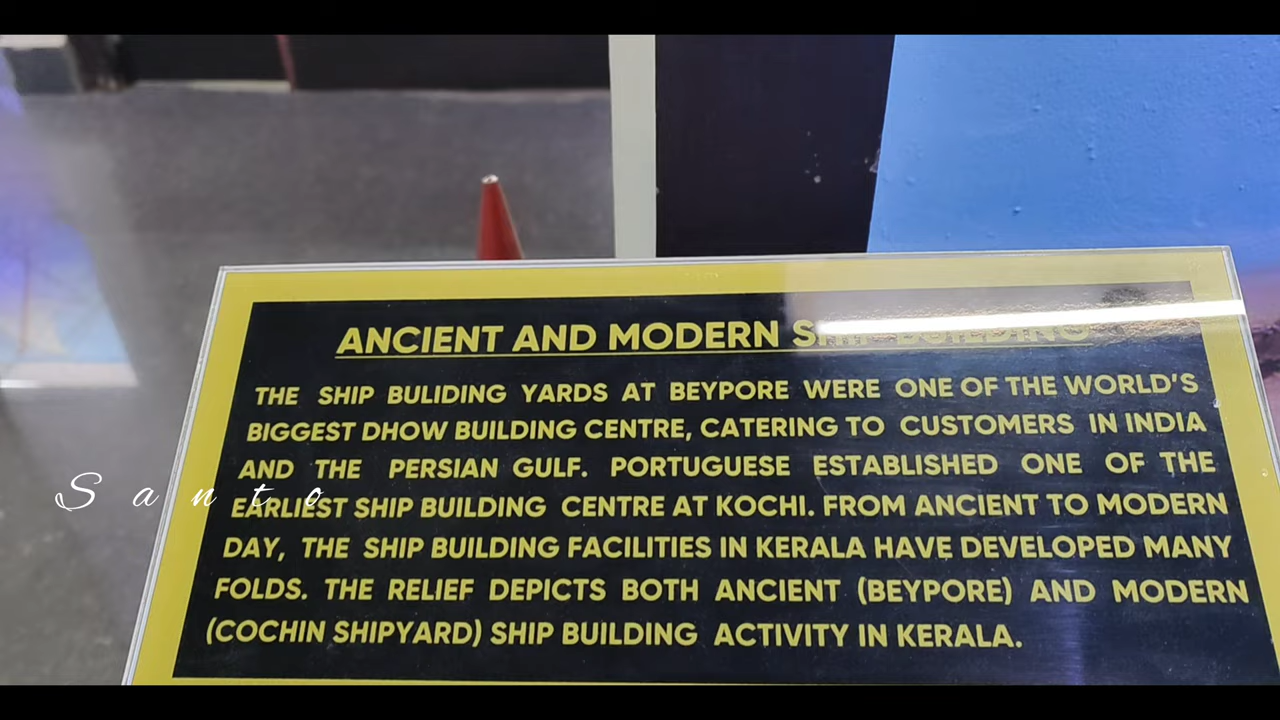 ANCIENT AND MODERN SHIP BUILDING
THE SHIP BULIDING YARDS AT BEYPORE WERE ONE OF THE WORLD'S
BIGGEST DHOW BUILDING CENTRE, CATERING TO CUSTOMERS IN INDIA
AND THE PERSIAN GULF. PORTUGUESE ESTABLISHED ONE OF THE
EARLIEST SHIP BUILDING CENTRE AT KOCHI. FROM ANCIENT TO MODERN
DAY, THE SHIP BUILDING FACILITIES IN KERALA HAVE DEVELOPED MANY
FOLDS. THE RELIEF DEPICTS BOTH ANCIENT (BEYPORE) AND MODERN
(COCHIN SHIPYARD) SHIP BUILDING ACTIVITY IN KERALA.
Santo